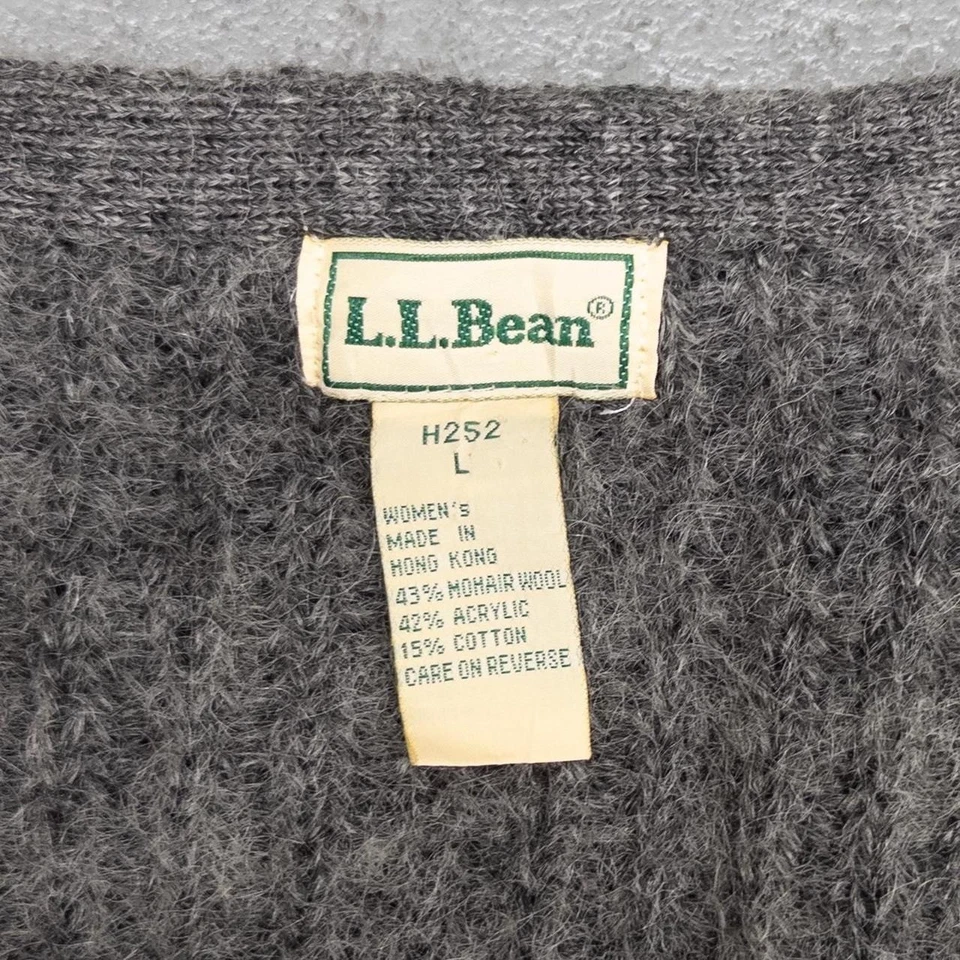 L.L.Bean®
H252
L
WOMEN's
MADE IN
HONG KONG
43% MOHAIR WOOL
42% ACRYLIC
15% COTTON
CARE ON REVERSE